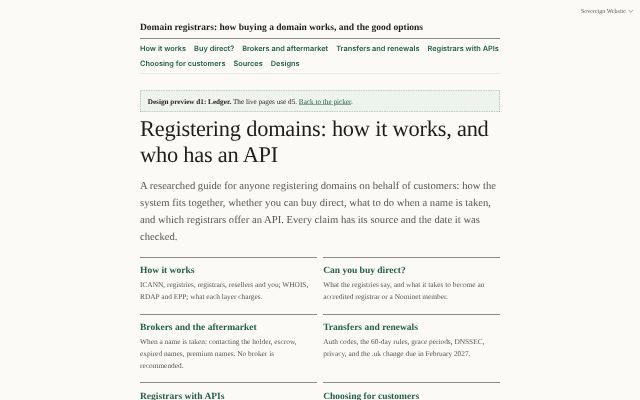 Sovereign Website
Domain registrars: how buying a domain works, and the good options
How it works Buy direct? Brokers and aftermarket Transfers and renewals Registrars with APIs
Choosing for customers Sources Designs
Design preview d1: Ledger. The live pages use d5. Back to the picker.
Registering domains: how it works, and
who has an API
A researched guide for anyone registering domains on behalf of customers: how the
system fits together, whether you can buy direct, what to do when a name is taken,
and which registrars offer an API. Every claim has its source and the date it was
checked.
How it works
ICANN, registries, registrars, resellers and you; WHOIS,
RDAP and EPP; what each layer charges.
Can you buy direct?
What the registries say, and what it takes to become an
accredited registrar or a Nominet member.
Brokers and the aftermarket
When a name is taken: contacting the holder, escrow,
expired names, premium names. No broker is
recommended.
Transfers and renewals
Auth codes, the 60-day rules, grace periods, DNSSEC,
privacy, and the .uk change due in February 2027.
Registrars with APIs
Choosing for customers